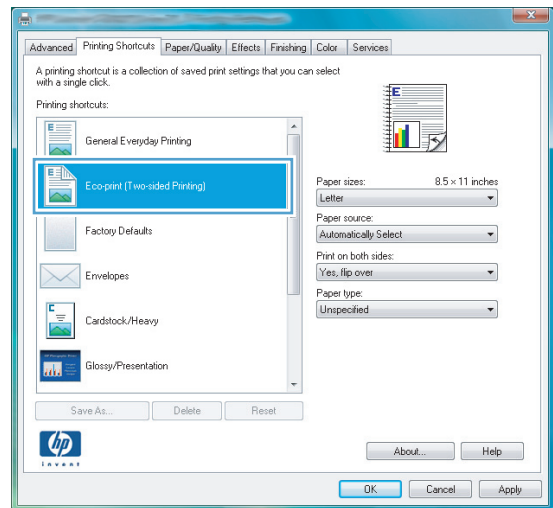 Advanced Printing Shortcuts Paper/Quality Effects Finishing Color Services
A printing shortcut is a collection of saved print settings that you can select
with a single click.
Printing shortcuts:
E
General Everyday Printing
E
Eco-print (Two-sided Printing)
Factory Defaults
Envelopes
E
Cardstock/Heavy
Glossy/Presentation
Save As... Delete Reset
E
Paper sizes: 8.5 × 11 inches
Letter
Paper source:
Automatically Select
Print on both sides:
Yes, flip over
Paper type:
Unspecified
hp
invent
About... Help
OK Cancel Apply